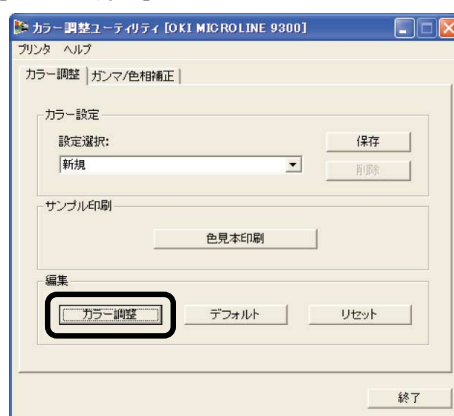 カラー調整ユーティリティ [OKI MICROLINE 9300]
プリンタ ヘルプ
カラー調整 ガンマ/色相補正
カラー設定
設定選択: 保存
新規 削除
サンプル印刷
色見本印刷
編集
カラー調整 デフォルト リセット
終了